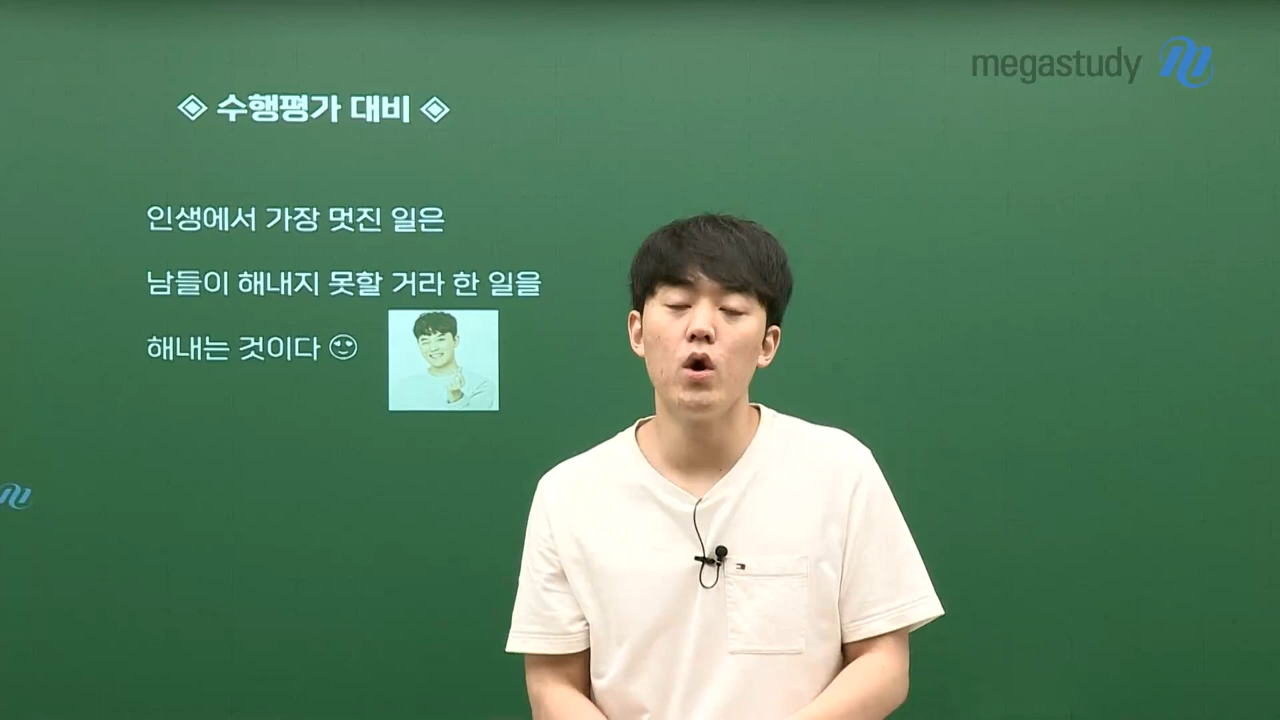 megastudy
◈ 수행평가 대비 ◈
인생에서 가장 멋진 일은
남들이 해내지 못할 거라 한 일을
해내는 것이다 😍